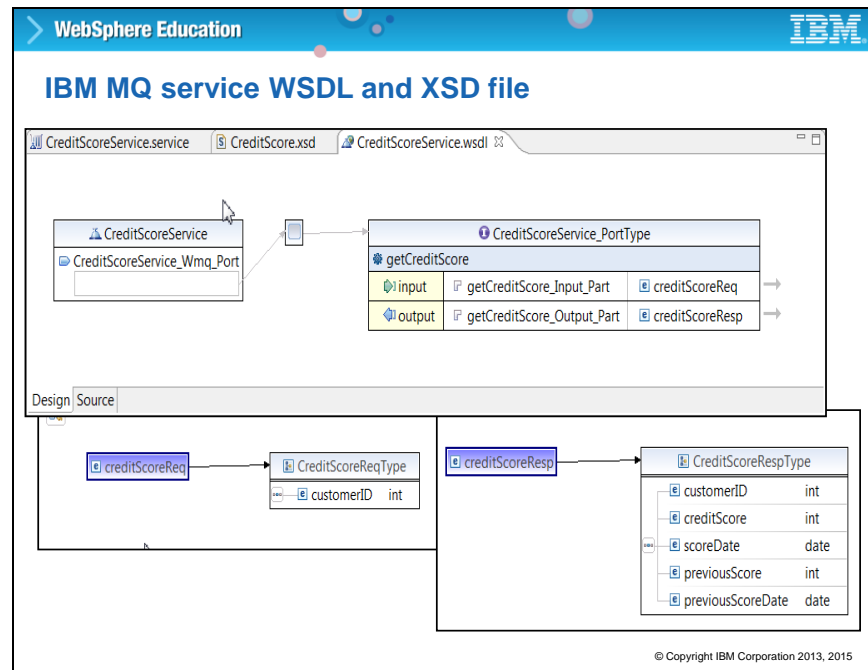 WebSphere Education
IBM.
IBM MQ service WSDL and XSD file
CreditScoreService.service
CreditScore.xsd
CreditScoreService.wsdl
CreditScoreService
CreditScoreService_Wmq_Port
CreditScoreService_PortType
getCreditScore
input getCreditScore_Input_Part creditScoreReq
output getCreditScore_Output_Part creditScoreResp
Design Source
creditScoreReq
CreditScoreReqType
customerID int
creditScoreResp
CreditScoreRespType
customerID int
creditScore int
scoreDate date
previousScore int
previousScoreDate date
© Copyright IBM Corporation 2013, 2015